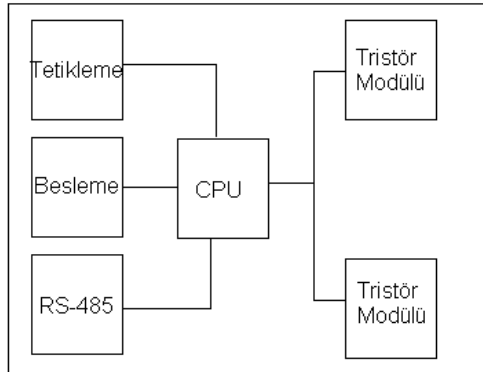 Tetikleme
Besleme
RS-485
CPU
Tristör
Modülü
Tristör
Modülü